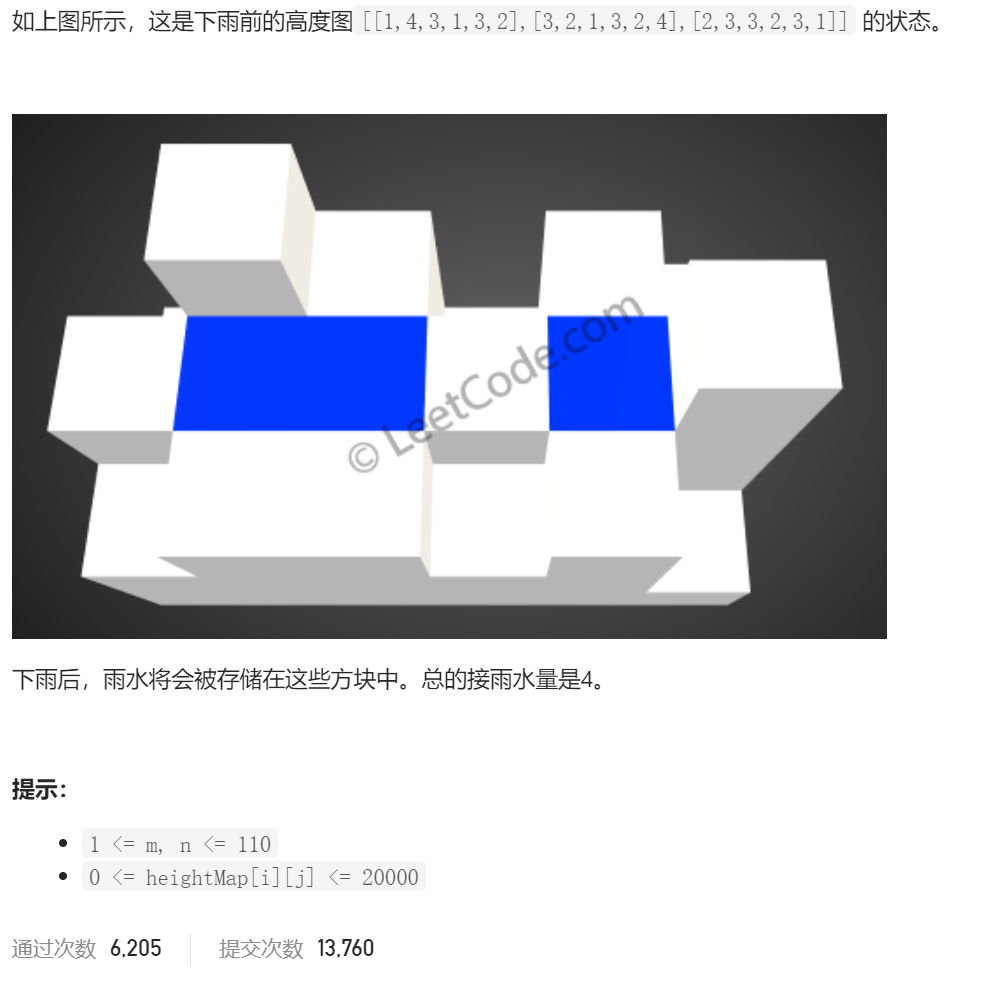 如上图所示，这是下雨前的高度图[[1,4,3,1,3,2],[3,2,1,3,2,4],[2,3,3,2,3,1]] 的状态。
© LeetCode.com
下雨后，雨水将会被存储在这些方块中。总的接雨水量是4。
提示：
1 <= m, n <= 110
0 <= heightMap[i][j] <= 20000
通过次数 6,205 提交次数 13,760